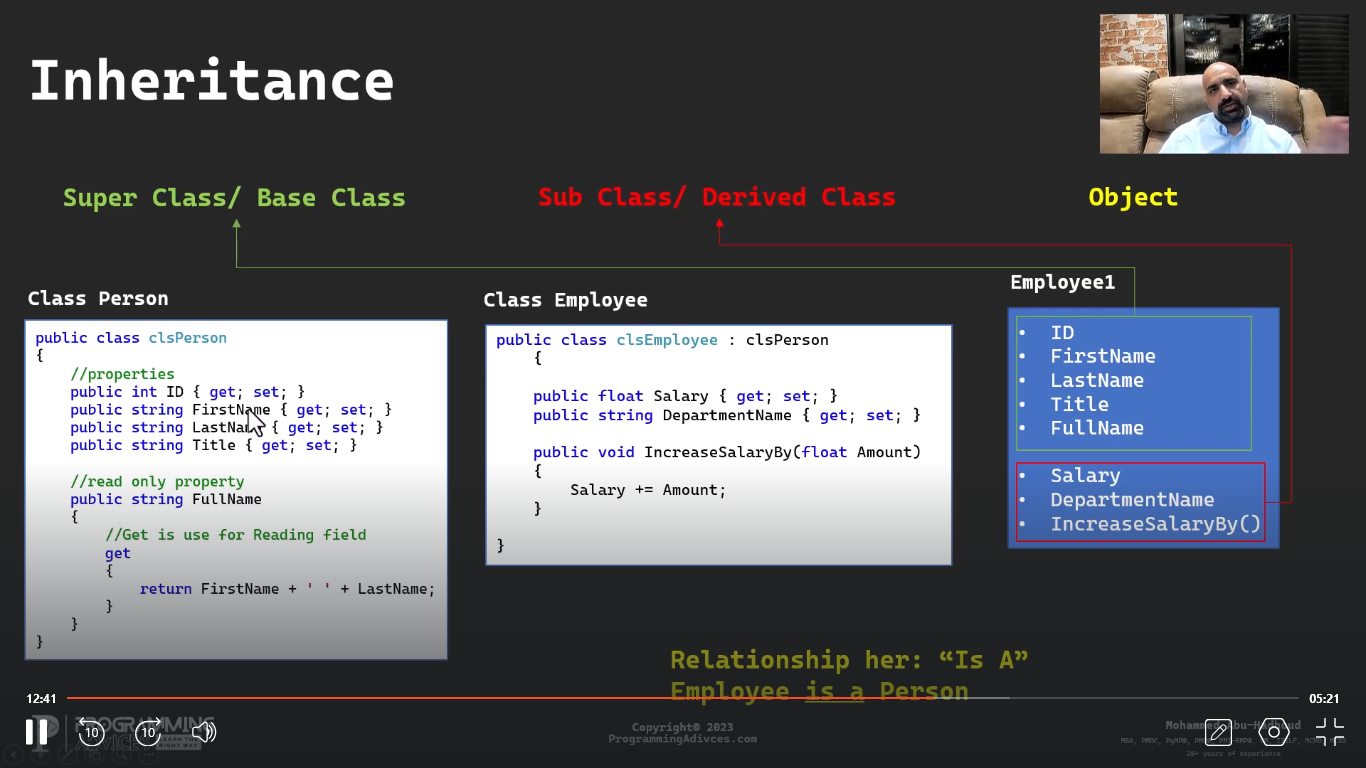 Inheritance
Super Class/ Base Class
Sub Class/ Derived Class
Object
Class Person
public class clsPerson
{
//properties
public int ID { get; set; }
public string FirstName { get; set; }
public string LastName { get; set; }
public string Title { get; set; }
//read only property
public string FullName
{
//Get is use for Reading field
get
{
return FirstName + ' ' + LastName;
}
}
}
Class Employee
public class clsEmployee : clsPerson
{
public float Salary { get; set; }
public string DepartmentName { get; set; }
public void IncreaseSalaryBy(float Amount)
{
Salary += Amount;
}
}
Employee1
• ID
• FirstName
• LastName
• Title
• FullName
• Salary
• DepartmentName
• IncreaseSalaryBy()
Relationship her: “Is A”
Employee is a Person
12:41
05:21
10
10
PROGRAMMING
Copyright© 2023
ProgrammingAdivces.com
20+ years of experience